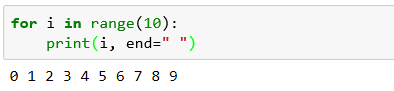 for i in range(10):
    print(i, end=" ")
0 1 2 3 4 5 6 7 8 9